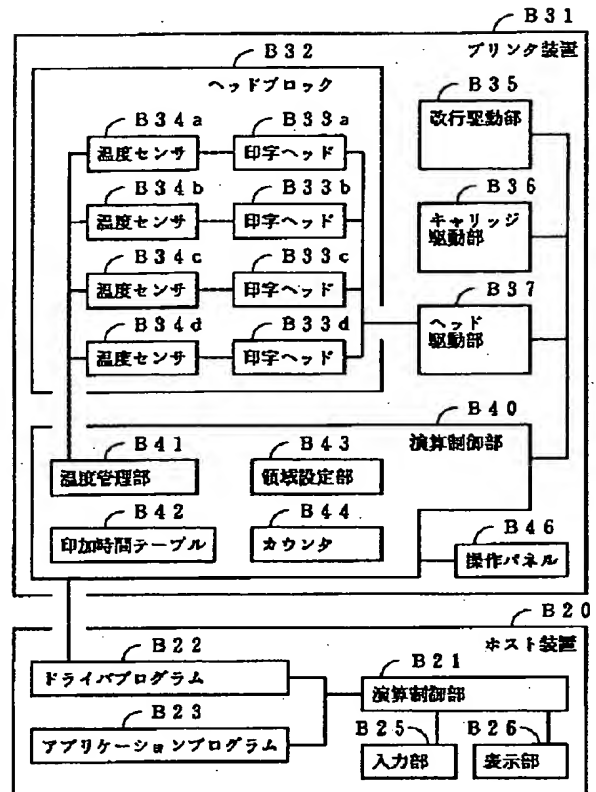 B31
プリンタ装置
B32
ヘッドブロック
B34a
温度センサ
B33a
印字ヘッド
B34b
温度センサ
B33b
印字ヘッド
B34c
温度センサ
B33c
印字ヘッド
B34d
温度センサ
B33d
印字ヘッド
B35
改行駆動部
B36
キャリッジ
駆動部
B37
ヘッド
駆動部
B40
演算制御部
B41
温度管理部
B43
領域設定部
B42
印加時間テーブル
B44
カウンタ
B46
操作パネル
B20
ホスト装置
B22
ドライバプログラム
B21
演算制御部
B23
アプリケーションプログラム
B25
入力部
B26
表示部